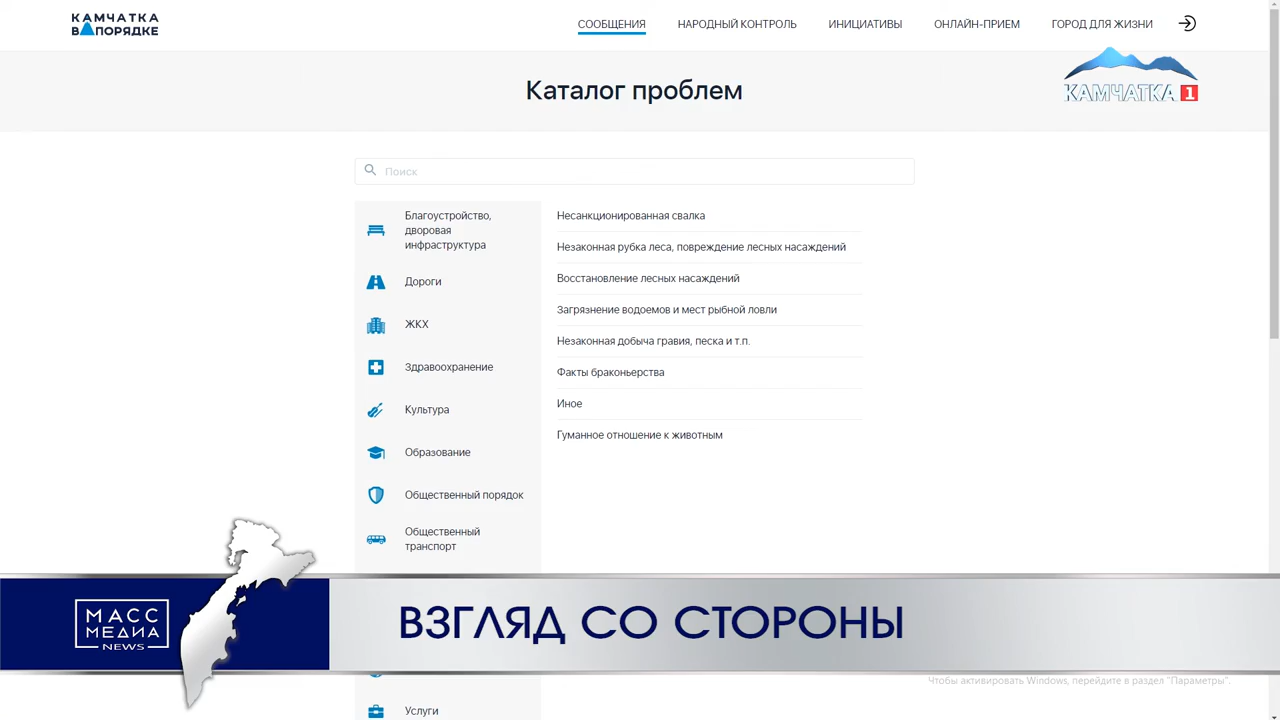 КАМЧАТКА
В ПОРЯДКЕ
СООБЩЕНИЯ
НАРОДНЫЙ КОНТРОЛЬ
ИНИЦИАТИВЫ
ОНЛАЙН-ПРИЕМ
ГОРОД ДЛЯ ЖИЗНИ
КАМЧАТКА 1
Каталог проблем
Поиск
Благоустройство,
дворовая
инфраструктура
Дороги
ЖКХ
Здравоохранение
Культура
Образование
Общественный порядок
Общественный
транспорт
Услуги
Несанкционированная свалка
Незаконная рубка леса, повреждение лесных насаждений
Восстановление лесных насаждений
Загрязнение водоемов и мест рыбной ловли
Незаконная добыча гравия, песка и т.п.
Факты браконьерства
Иное
Гуманное отношение к животным
МАСС
МЕДИА
NEWS
ВЗГЛЯД СО СТОРОНЫ
Чтобы активировать Windows, перейдите в раздел "Параметры".